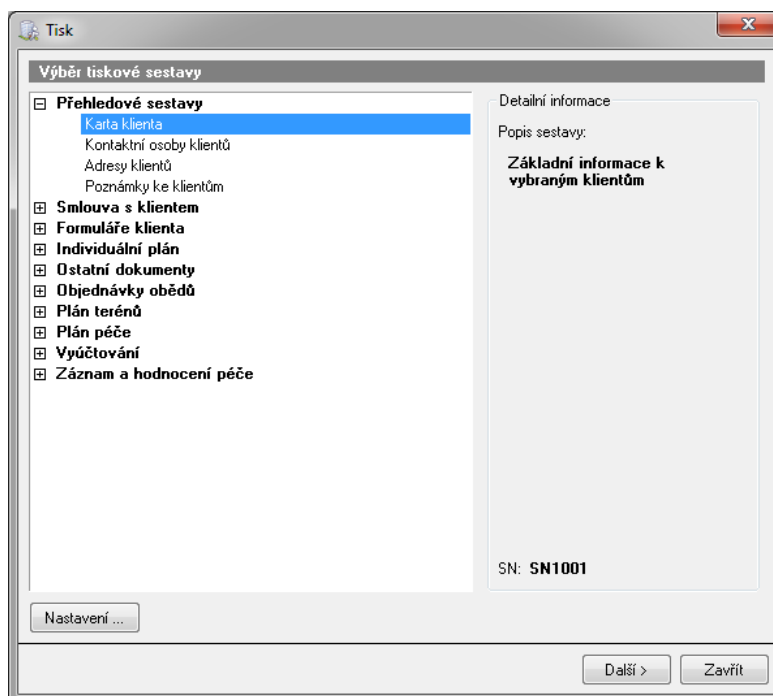 Tisk
Výběr tiskové sestavy
Přehledové sestavy
Karta klienta
Kontaktní osoby klientů
Adresy klientů
Poznámky ke klientům
Smlouva s klientem
Formuláře klienta
Individuální plán
Ostatní dokumenty
Objednávky obědů
Plán terénů
Plán péče
Vyúčtování
Záznam a hodnocení péče
Detailní informace
Popis sestavy:
Základní informace k
vybraným klientům
SN: SN1001
Nastavení ...
Další >
Zavřít